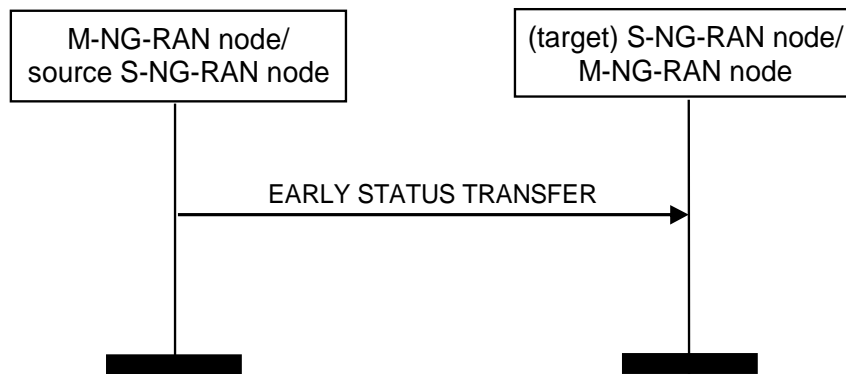 M-NG-RAN node/
source S-NG-RAN node
(target) S-NG-RAN node/
M-NG-RAN node
EARLY STATUS TRANSFER